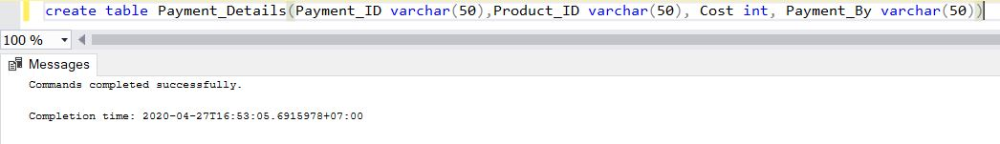 create table Payment_Details(Payment_ID varchar(50),Product_ID varchar(50), Cost int, Payment_By varchar(50))
100 %
Messages
Commands completed successfully.
Completion time: 2020-04-27T16:53:05.6915978+07:00